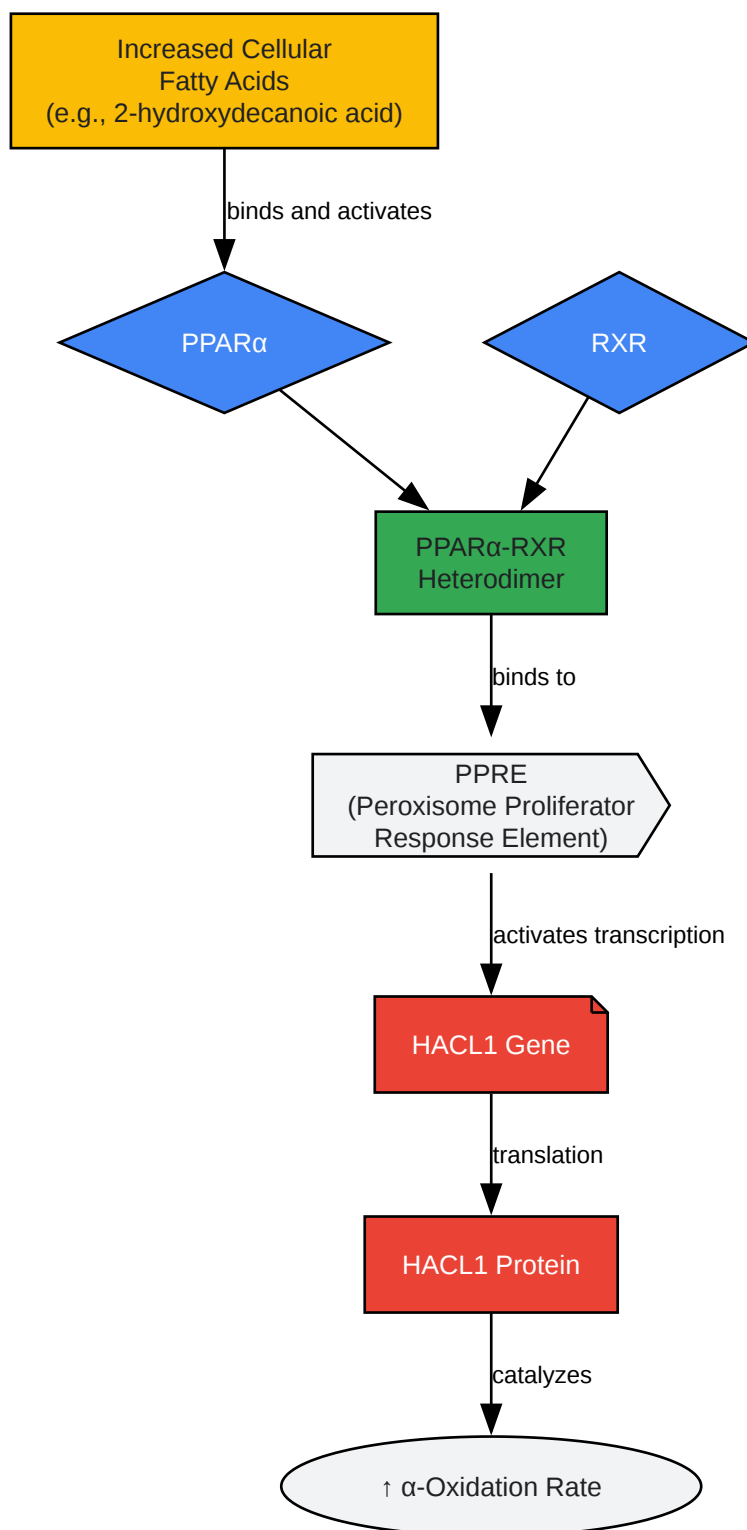 Increased Cellular
Fatty Acids
(e.g., 2-hydroxydecanoic acid)
binds and activates
PPARα
RXR
PPARα-RXR
Heterodimer
binds to
PPRE
(Peroxisome Proliferator
Response Element)
activates transcription
HACL1 Gene
translation
HACL1 Protein
catalyzes
↑ α-Oxidation Rate